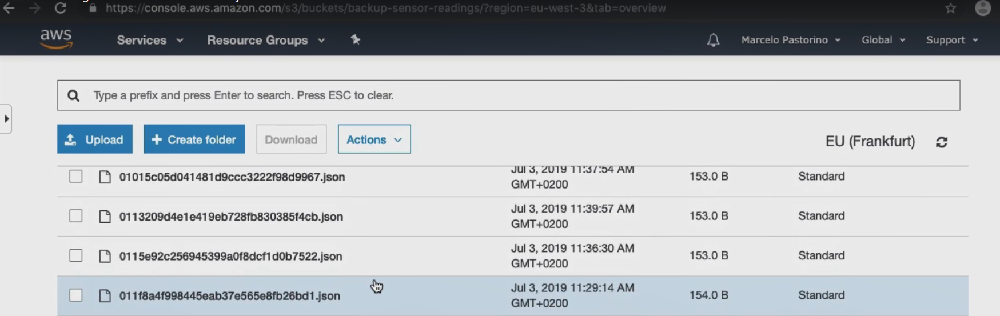 https://console.aws.amazon.com/s3/buckets/backup-sensor-readings/?region=eu-west-3&tab=overview
aws Services Resource Groups Marcelo Pastorino Global Support
Type a prefix and press Enter to search. Press ESC to clear.
Upload + Create folder Download Actions EU (Frankfurt)
01015c05d041481d9ccc3222f98d9967.json Jul 3, 2019 11:37:54 AM GMT+0200 153.0 B Standard
0113209d4e1e419eb728fb830385f4cb.json Jul 3, 2019 11:39:57 AM GMT+0200 153.0 B Standard
0115e92c256945399a0f8dcf1d0b7522.json Jul 3, 2019 11:36:30 AM GMT+0200 153.0 B Standard
011f8a4f998445eab37e565e8fb26bd1.json Jul 3, 2019 11:29:14 AM GMT+0200 154.0 B Standard